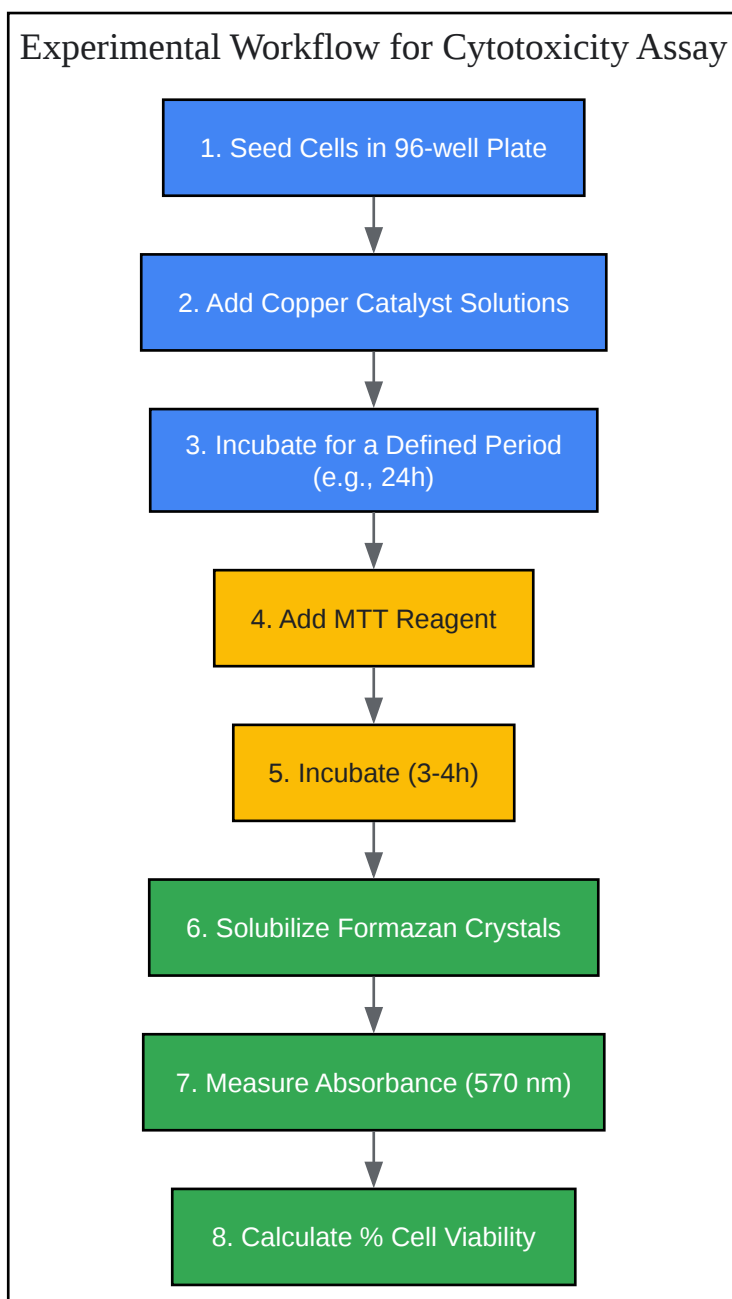 Experimental Workflow for Cytotoxicity Assay
1. Seed Cells in 96-well Plate
2. Add Copper Catalyst Solutions
3. Incubate for a Defined Period
(e.g., 24h)
4. Add MTT Reagent
5. Incubate (3-4h)
6. Solubilize Formazan Crystals
7. Measure Absorbance (570 nm)
8. Calculate % Cell Viability